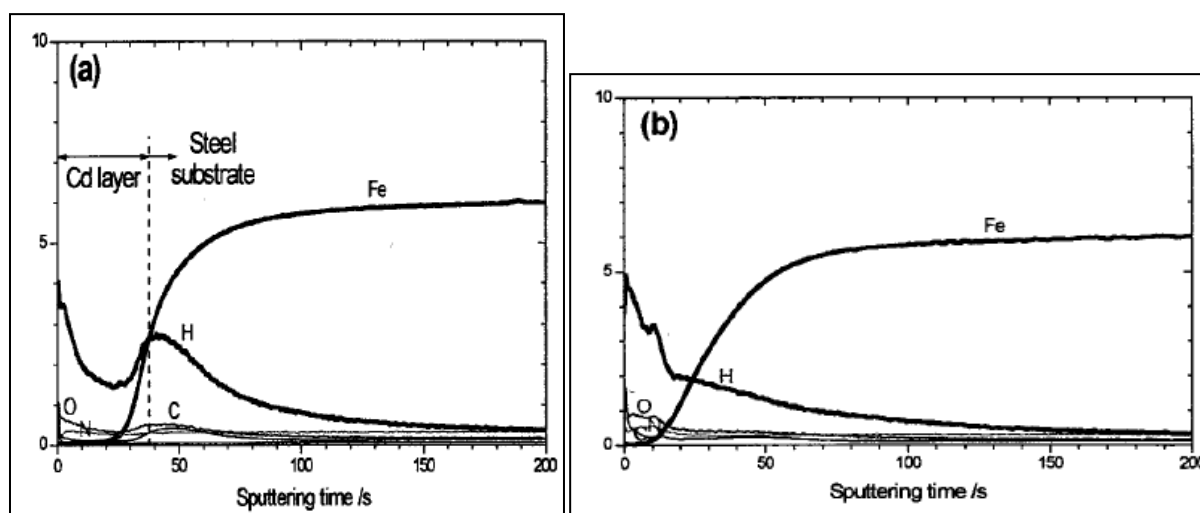 10
(a)
Steel
substrate
Cd layer
Fe
5
H
O
N
C
0
0 50 100 150 200
Sputtering time /s
10
(b)
Fe
5
H
O
0
0 50 100 150 200
Sputtering time /s